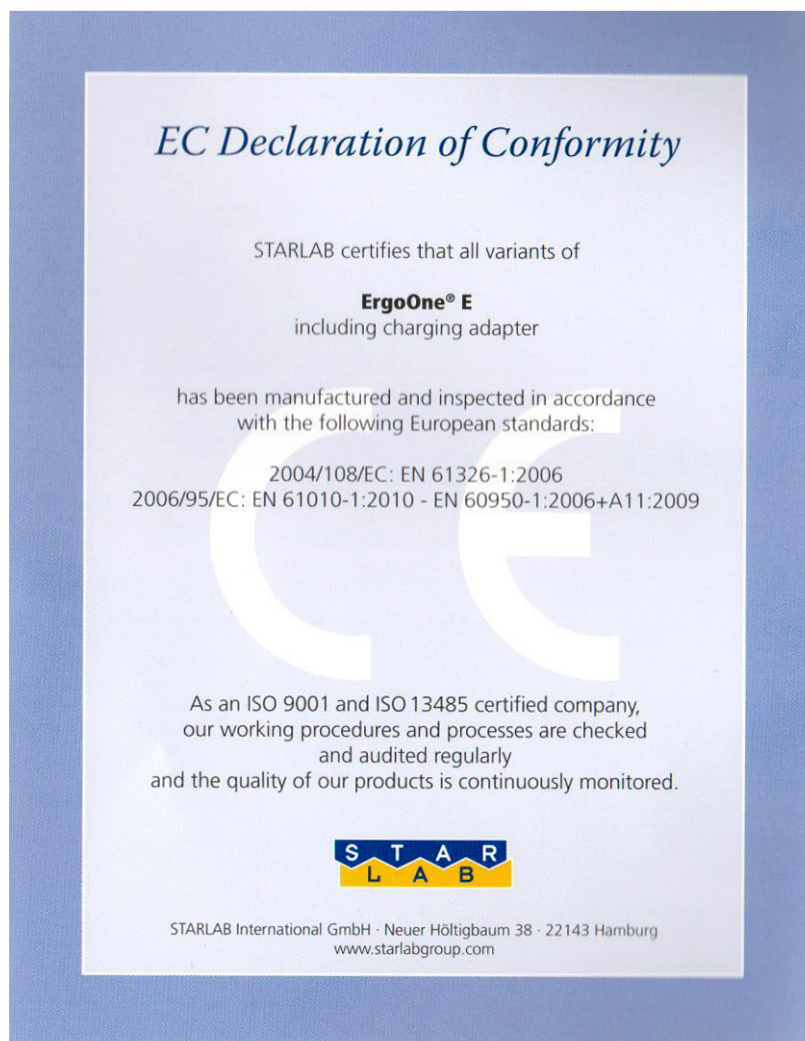 EC Declaration of Conformity
STARLAB certifies that all variants of
ErgoOne® E
including charging adapter
has been manufactured and inspected in accordance
with the following European standards:
2004/108/EC: EN 61326-1:2006
2006/95/EC: EN 61010-1:2010 - EN 60950-1:2006+A11:2009
CE
As an ISO 9001 and ISO 13485 certified company,
our working procedures and processes are checked
and audited regularly
and the quality of our products is continuously monitored.
STAR
LAB
STARLAB International GmbH · Neuer Höltigbaum 38 · 22143 Hamburg
www.starlabgroup.com